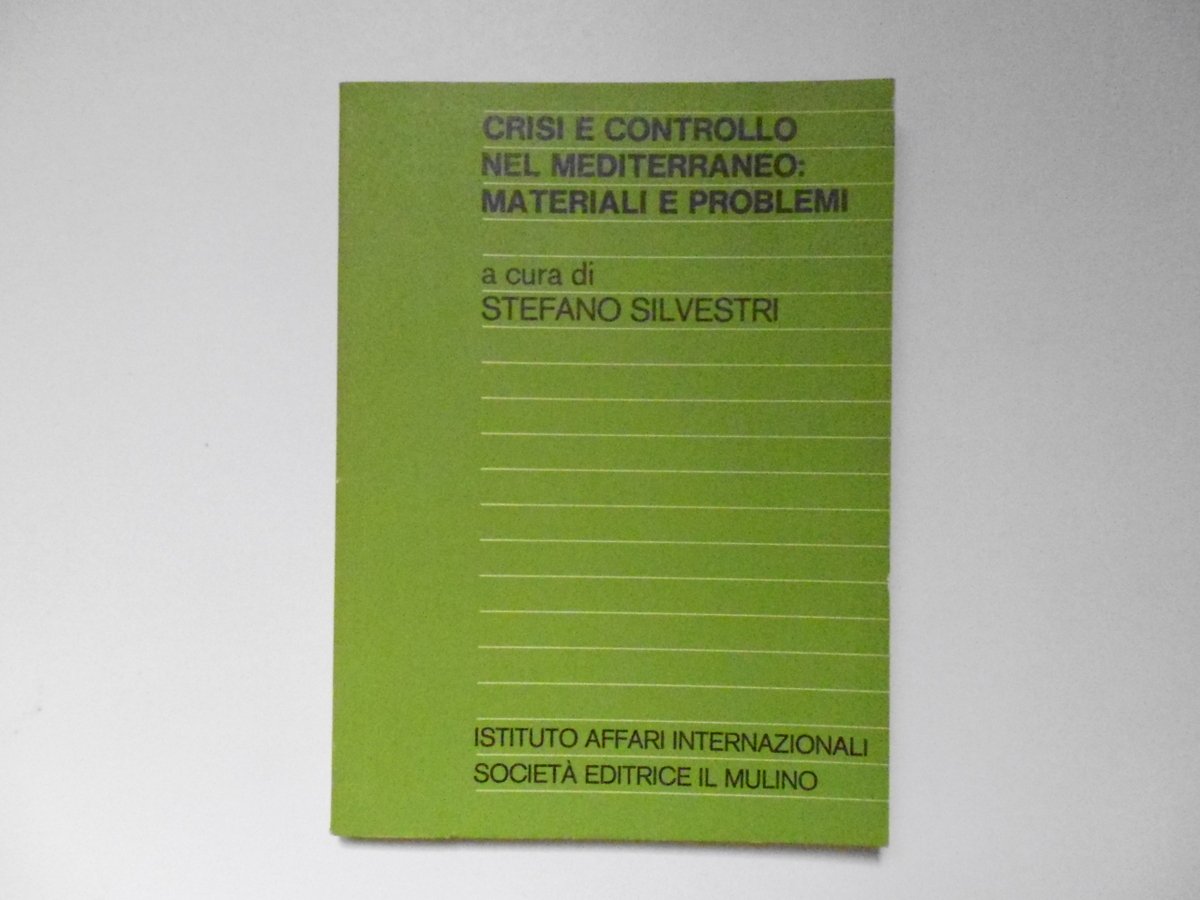 CRISI E CONTROLLO
NEL MEDITERRANEO:
MATERIALI E PROBLEMI
a cura di
STEFANO SILVESTRI
ISTITUTO AFFARI INTERNAZIONALI
SOCIETÀ EDITRICE IL MULINO